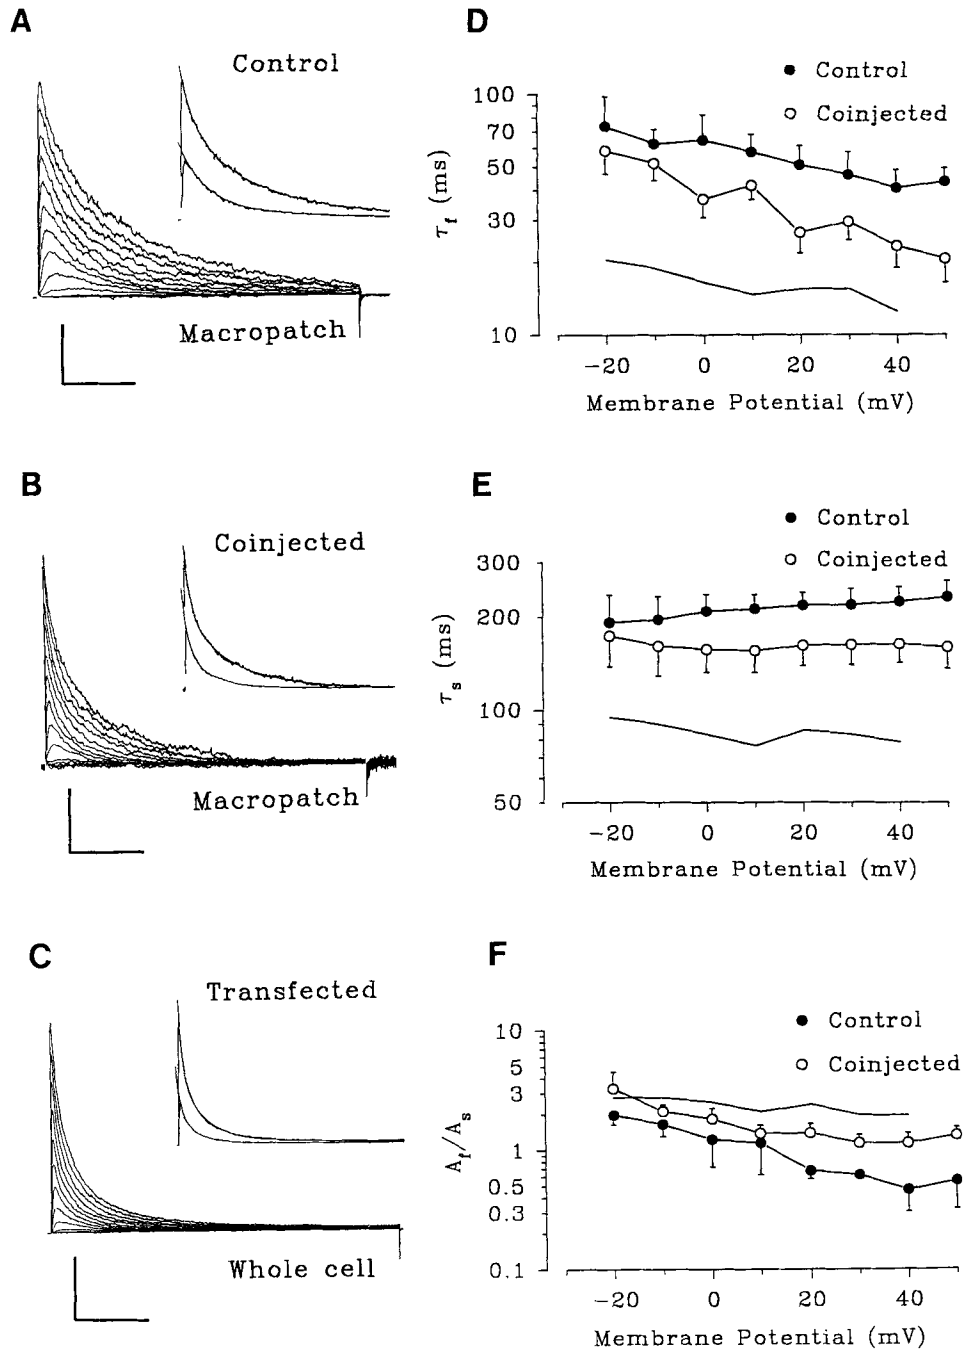 A
Control
Macropatch
B
Coinjected
Macropatch
C
Transfected
Whole cell
D
Control
Coinjected
100
70
50
30
10
τf (ms)
-20 0 20 40
Membrane Potential (mV)
E
Control
Coinjected
300
200
100
50
τs (ms)
-20 0 20 40
Membrane Potential (mV)
F
Control
Coinjected
10
5
3
1
0.5
0.3
0.1
Af/As
-20 0 20 40
Membrane Potential (mV)